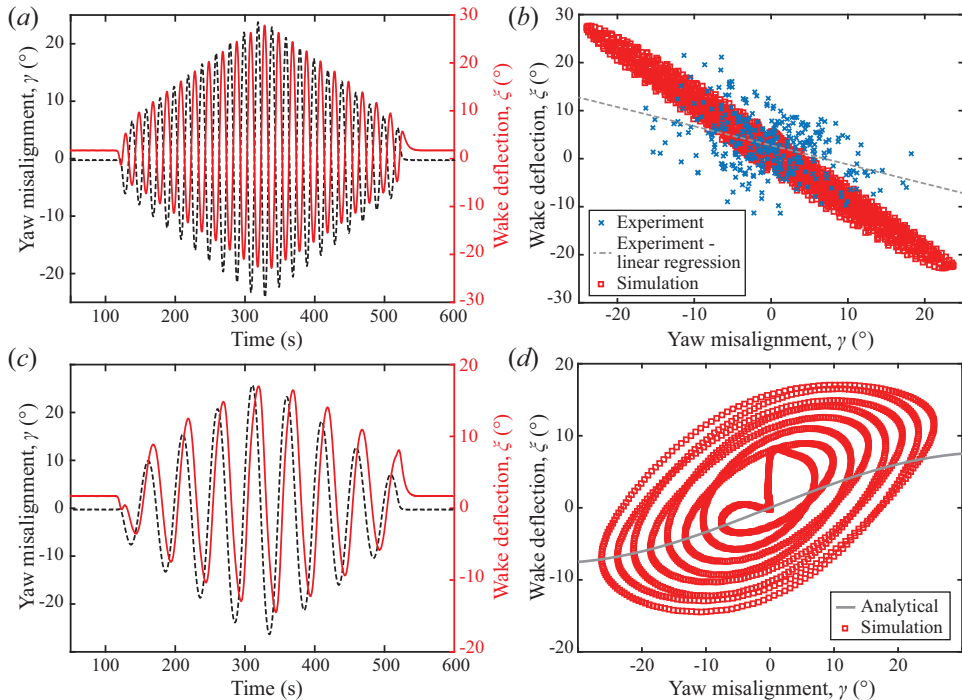 (a)
Yaw misalignment, γ (°)
20
10
0
-10
-20
100 200 300 400 500 600
Time (s)
30
20
10
0
-10
-20
-30
Wake deflection, ξ (°)
(b)
Wake deflection, ξ (°)
30
20
10
0
-10
-20
-30
Experiment
Experiment -
linear regression
Simulation
-20 -10 0 10 20
Yaw misalignment, γ (°)
(c)
Yaw misalignment, γ (°)
20
10
0
-10
-20
100 200 300 400 500 600
Time (s)
20
10
0
-10
-20
Wake deflection, ξ (°)
(d)
Wake deflection, ξ (°)
20
10
0
-10
-20
Analytical
Simulation
-20 -10 0 10 20
Yaw misalignment, γ (°)